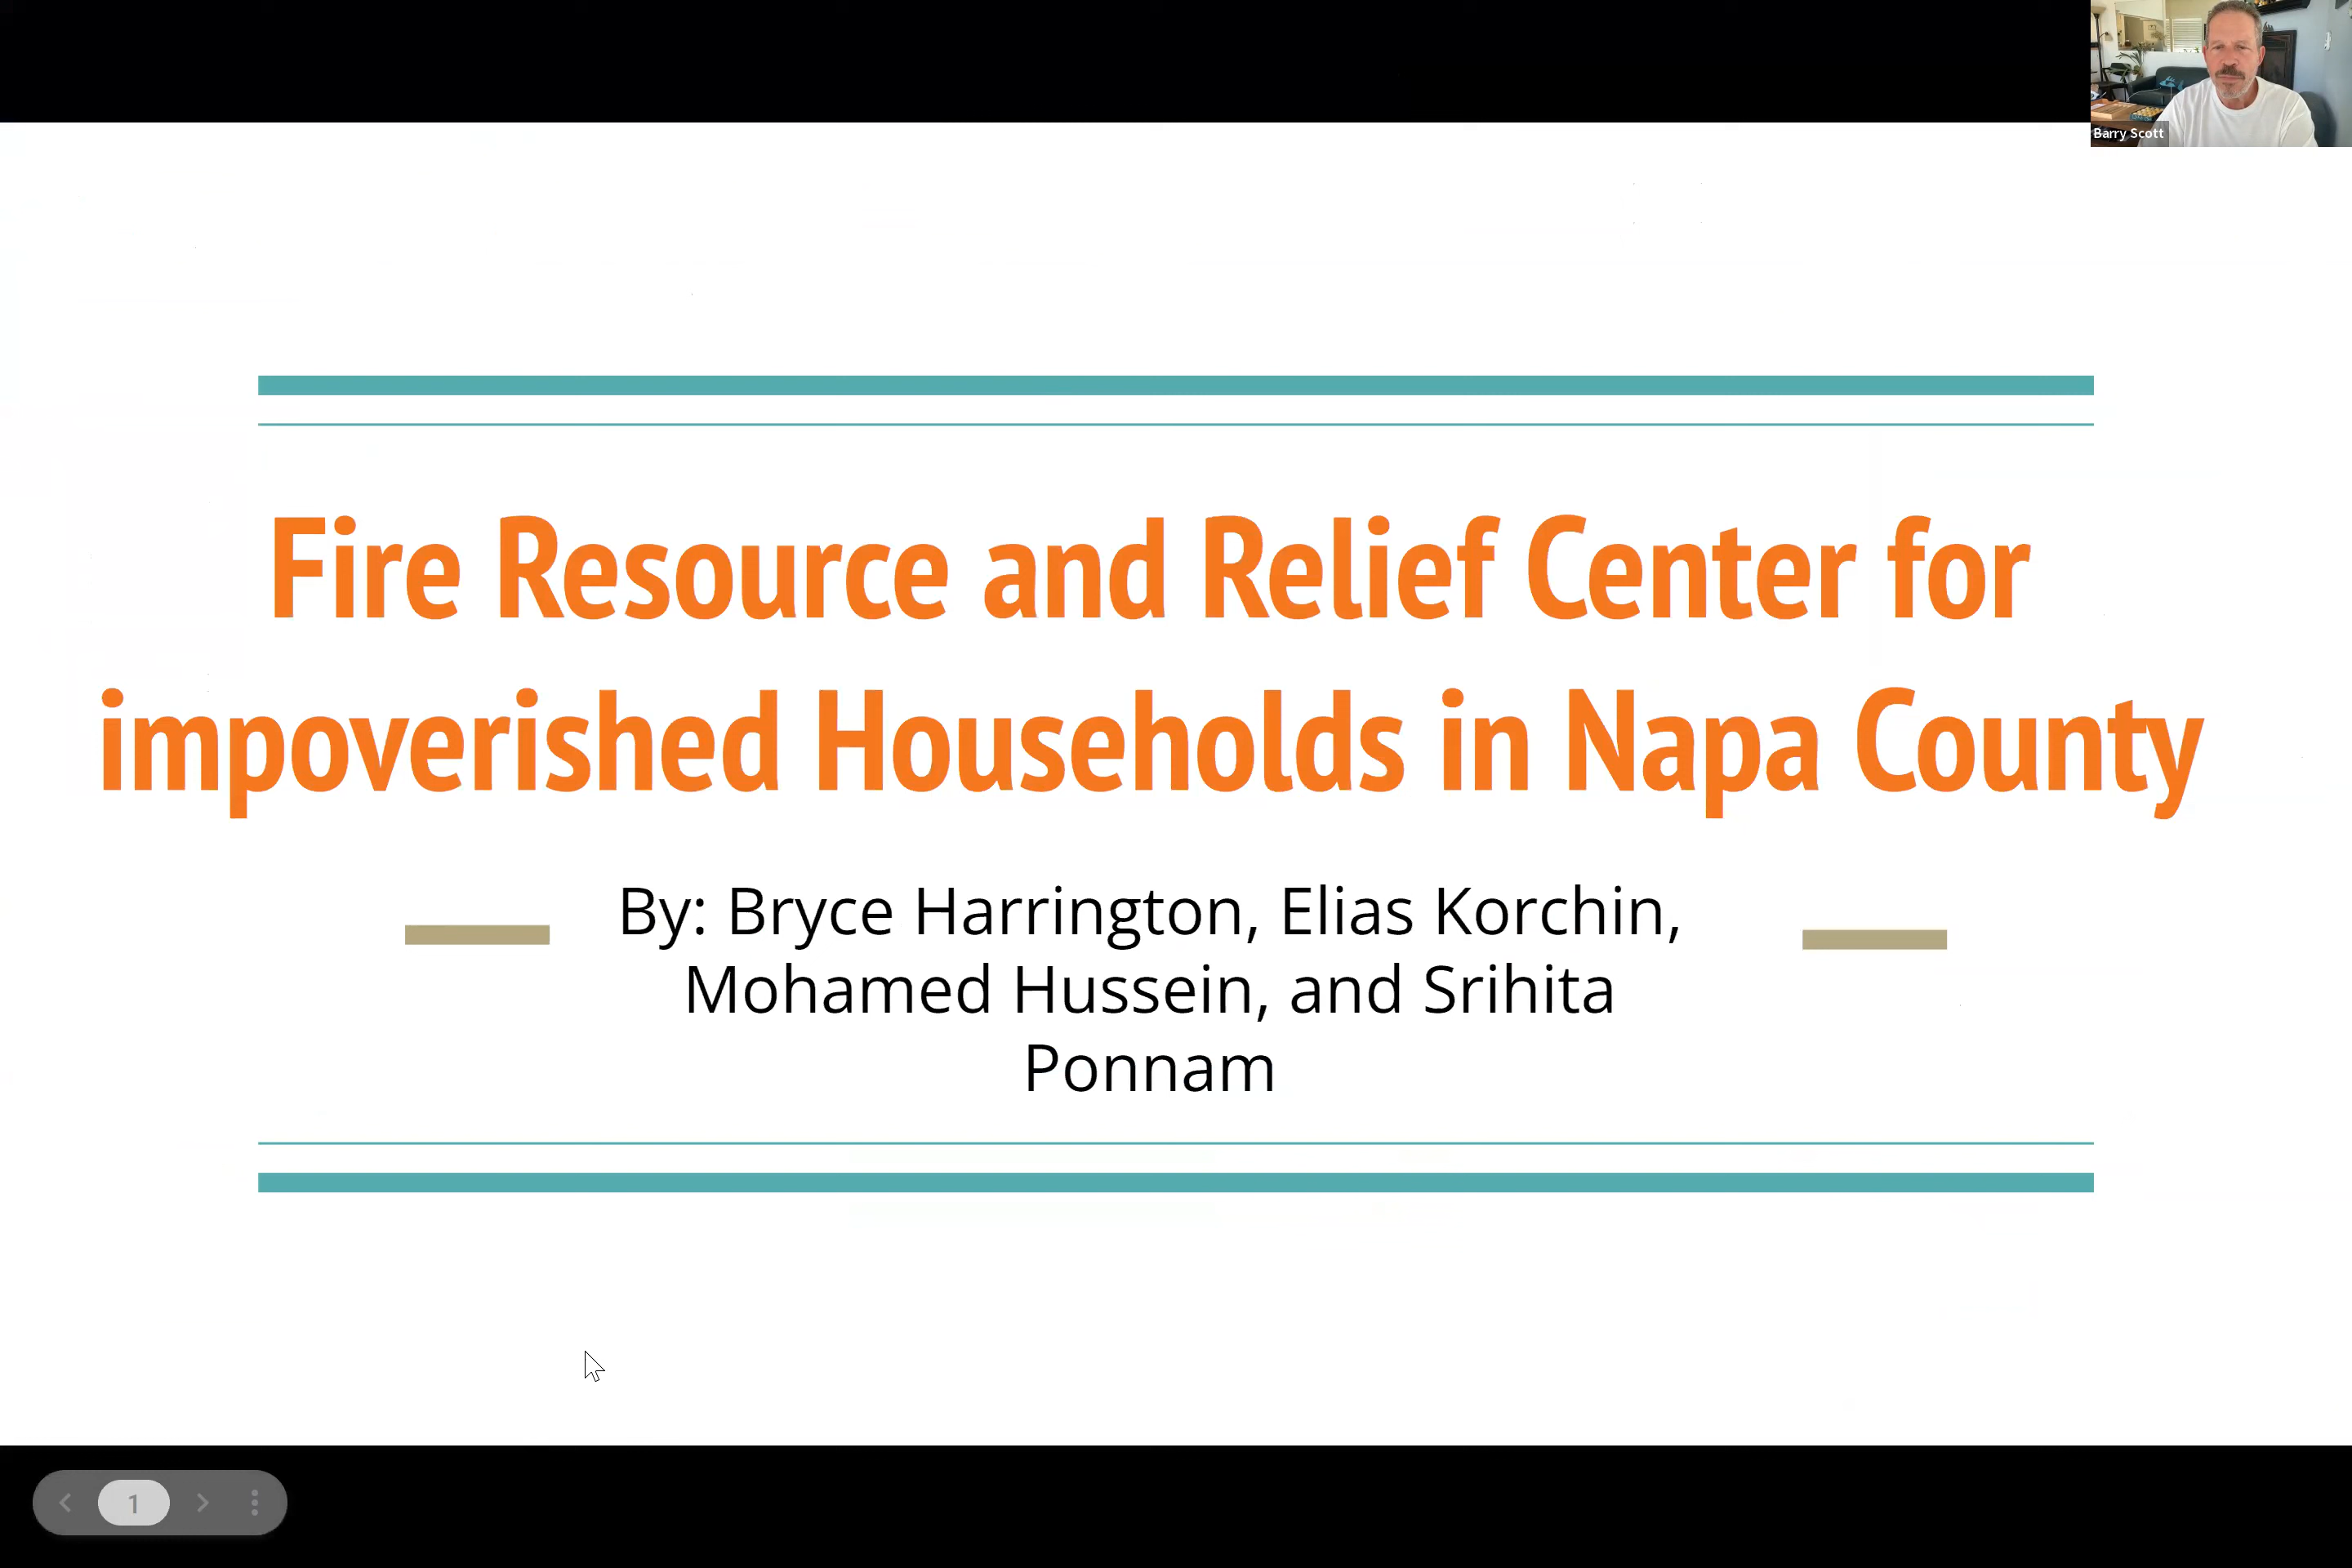 Barry Scott
Fire Resource and Relief Center for
impoverished Households in Napa County
By: Bryce Harrington, Elias Korchin,
Mohamed Hussein, and Srihita
Ponnam
1